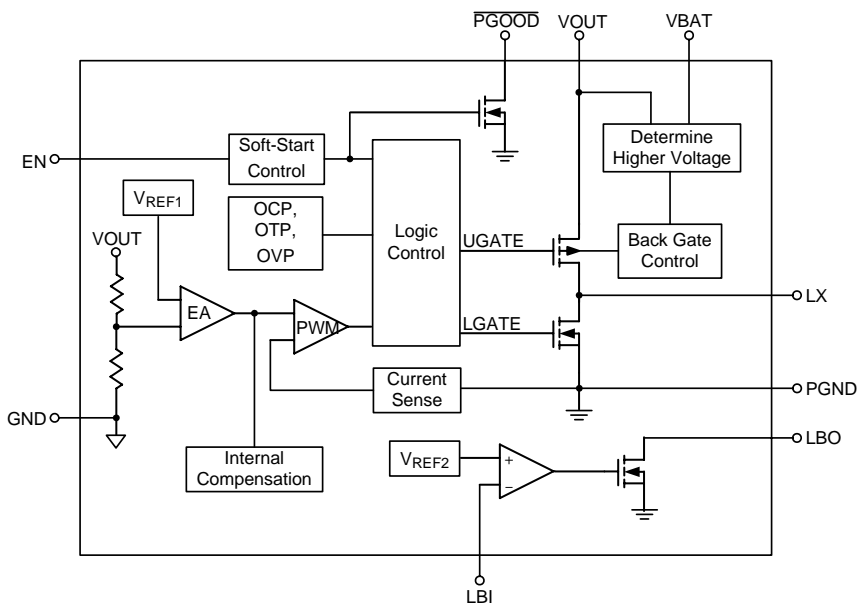 PGOOD VOUT VBAT
EN
Soft-Start
Control
Determine
Higher Voltage
VREF1
OCP,
OTP,
OVP
Logic
Control
UGATE
Back Gate
Control
VOUT
LX
EA
PWM
LGATE
Current
Sense
PGND
GND
Internal
Compensation
VREF2
+
−
LBO
LBI